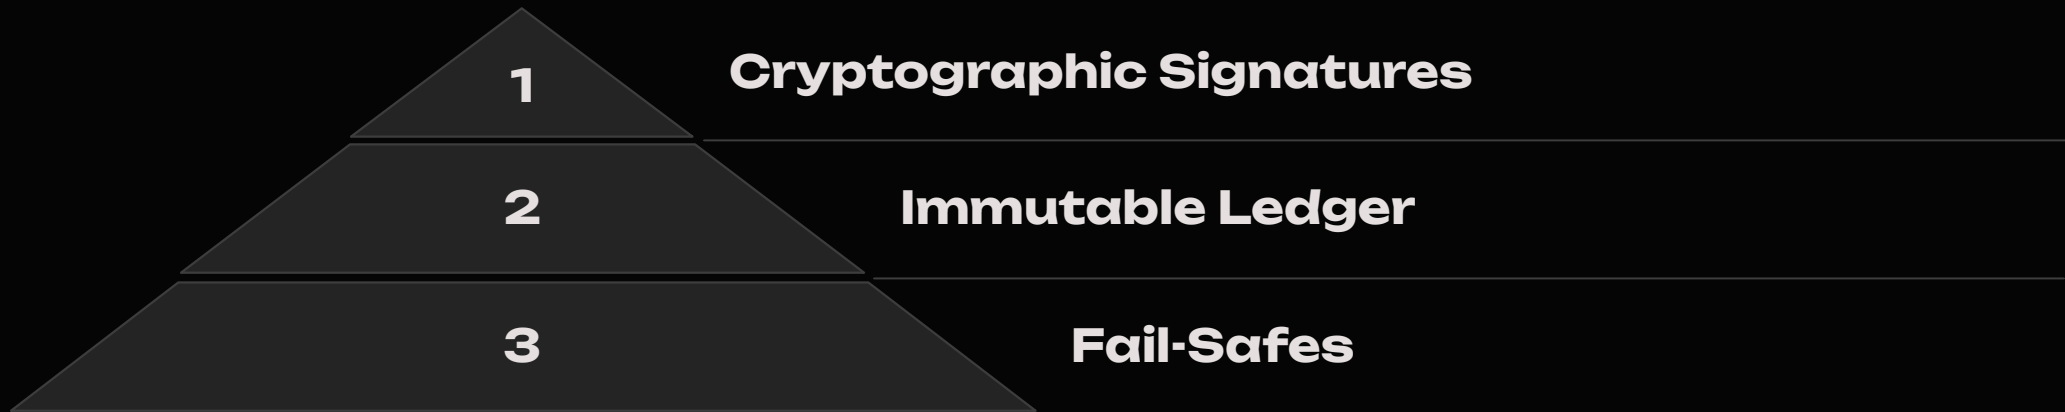 1
Cryptographic Signatures
2
Immutable Ledger
3
Fail-Safes